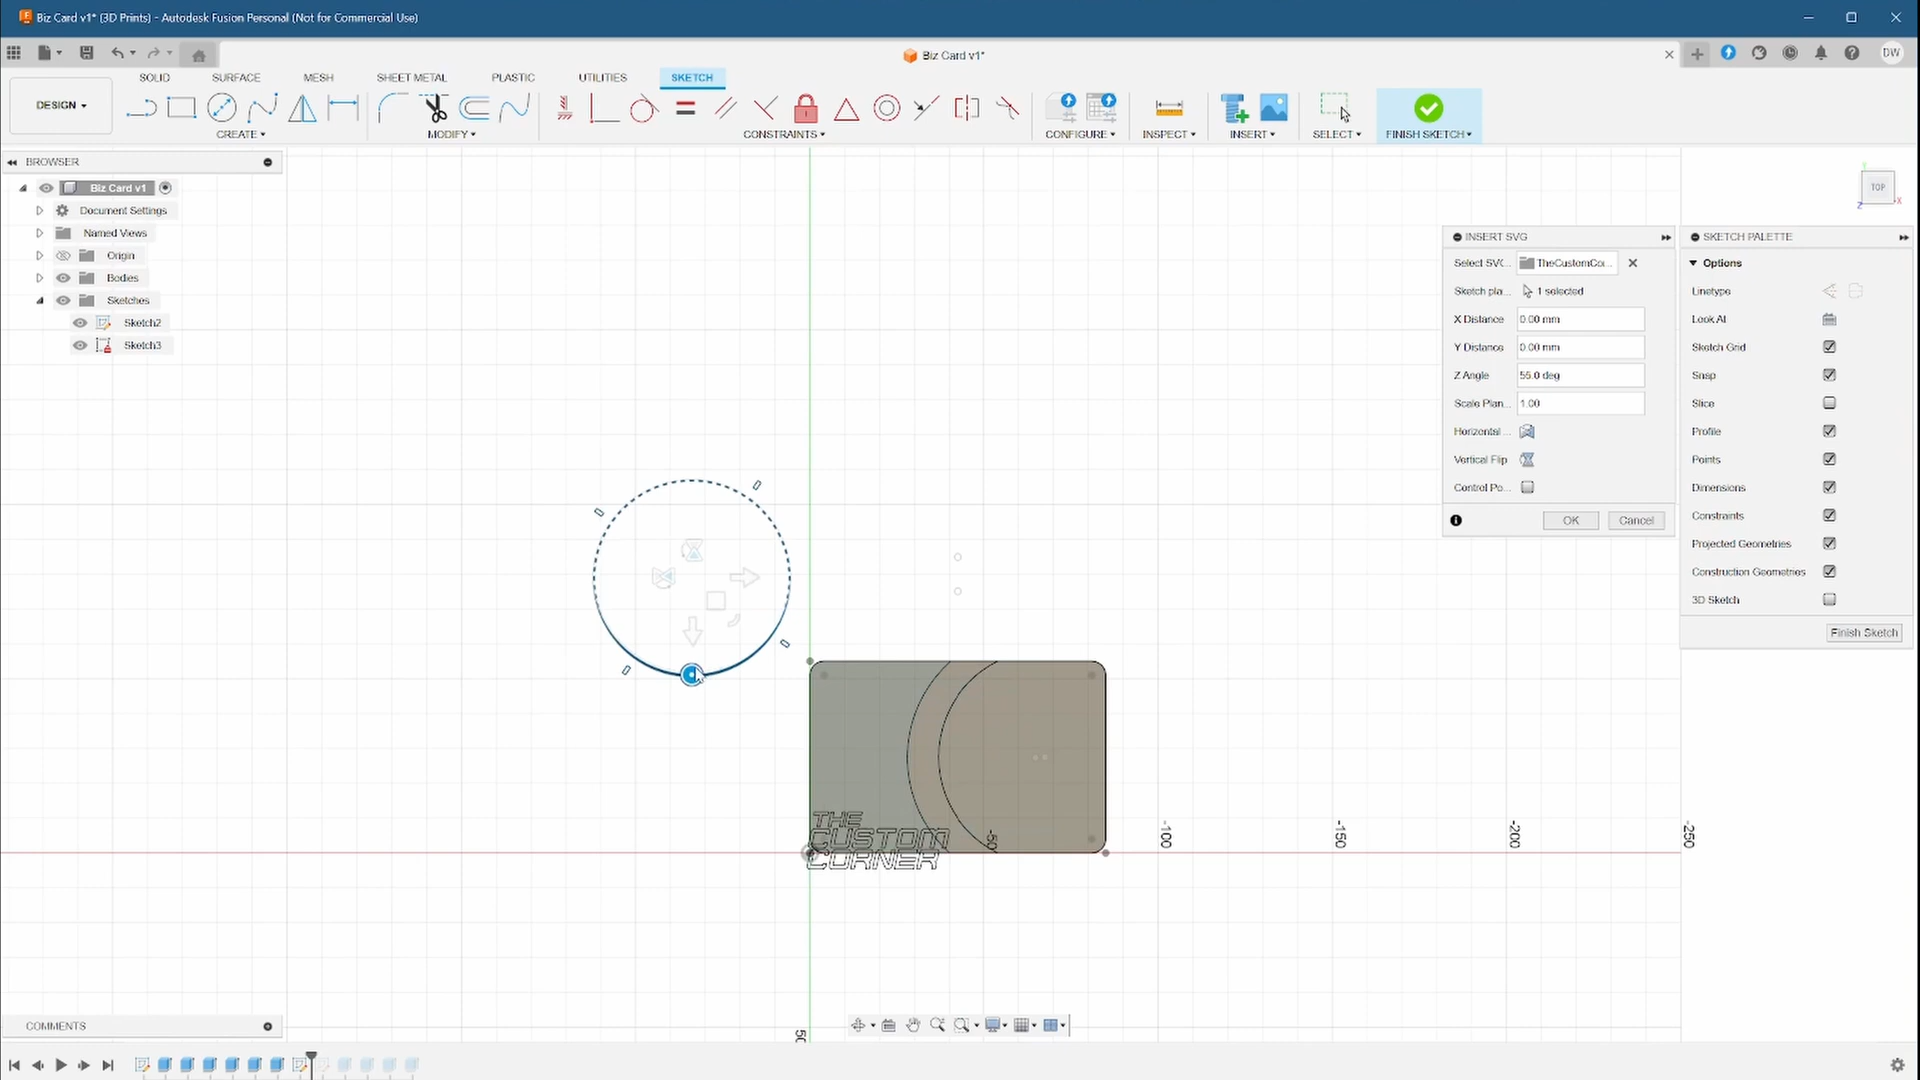 Biz Card v1* (3D Prints) - Autodesk Fusion Personal (Not for Commercial Use)
Biz Card v1*
DW
SOLID
SURFACE
MESH
SHEET METAL
PLASTIC
UTILITIES
SKETCH
DESIGN
CREATE
MODIFY
CONSTRAINTS
CONFIGURE
INSPECT
INSERT
SELECT
FINISH SKETCH
BROWSER
Biz Card v1
Document Settings
Named Views
Origin
Bodies
Sketches
Sketch2
Sketch3
TOP
X
Z
INSERT SVG
Select SVG...
TheCustomCo...
Sketch pla...
1 selected
X Distance
0.00 mm
Y Distance
0.00 mm
Z Angle
55.0 deg
Scale Plan...
1.00
Horizontal ...
Vertical Flip
Control Po...
OK
Cancel
SKETCH PALETTE
Options
Linetype
Look At
Sketch Grid
Snap
Slice
Profile
Points
Dimensions
Constraints
Projected Geometries
Construction Geometries
3D Sketch
Finish Sketch
THE
CUSTOM
CORNER
-50
-100
-150
-200
-250
50
COMMENTS